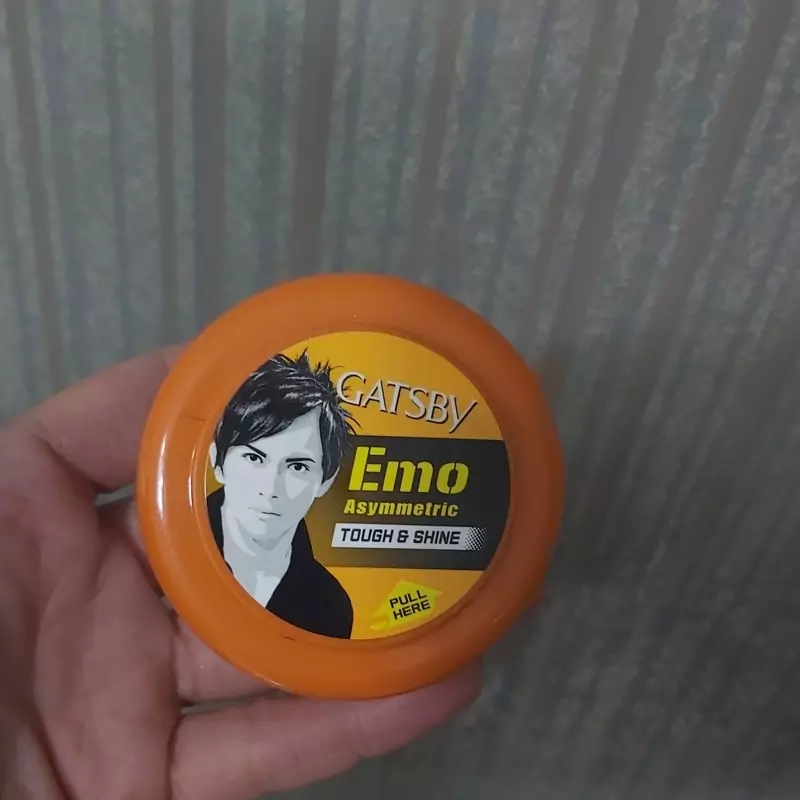 GATSBY
Emo
Asymmetric
TOUGH & SHINE
PULL
HERE